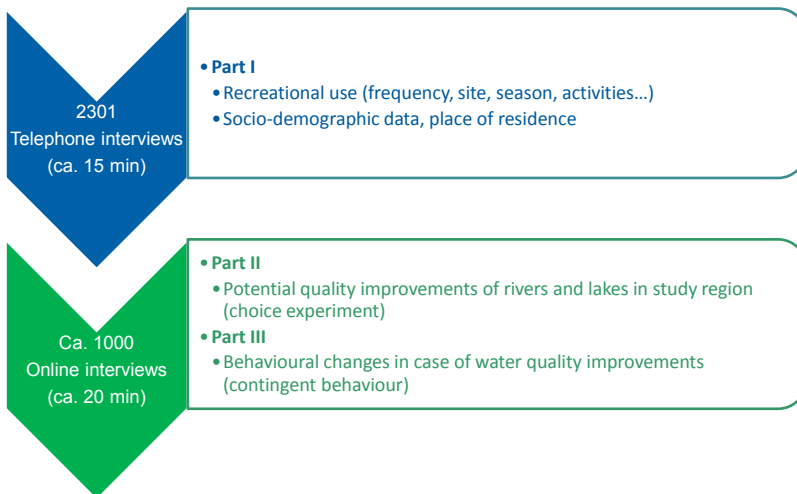 2301
Telephone interviews
(ca. 15 min)
• Part I
• Recreational use (frequency, site, season, activities…)
• Socio-demographic data, place of residence
Ca. 1000
Online interviews
(ca. 20 min)
• Part II
• Potential quality improvements of rivers and lakes in study region
(choice experiment)
• Part III
• Behavioural changes in case of water quality improvements
(contingent behaviour)